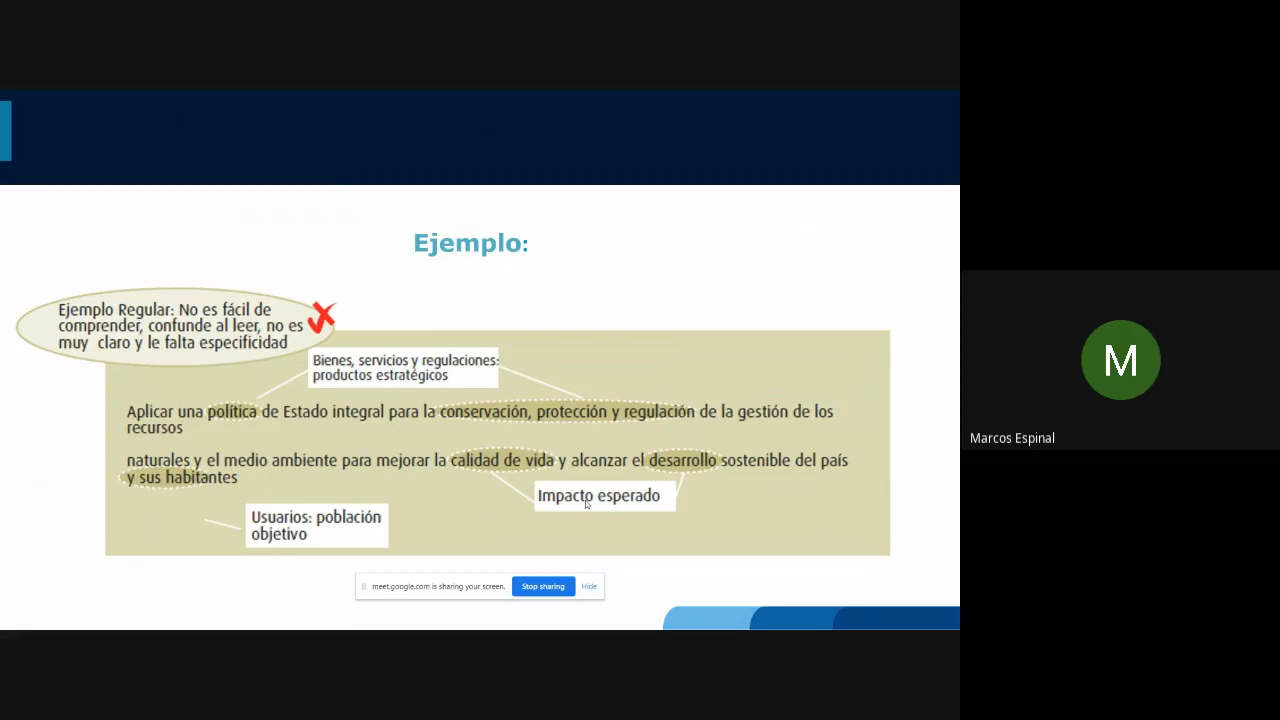 Ejemplo:
Ejemplo Regular: No es fácil de
comprender, confunde al leer, no es
muy claro y le falta especificidad
Bienes, servicios y regulaciones:
productos estratégicos
Aplicar una política de Estado integral para la conservación, protección y regulación de la gestión de los
recursos
naturales y el medio ambiente para mejorar la calidad de vida y alcanzar el desarrollo sostenible del país
y sus habitantes
Impacto esperado
Usuarios: población
objetivo
meet.google.com is sharing your screen.
Stop sharing
Hide
M
Marcos Espinal